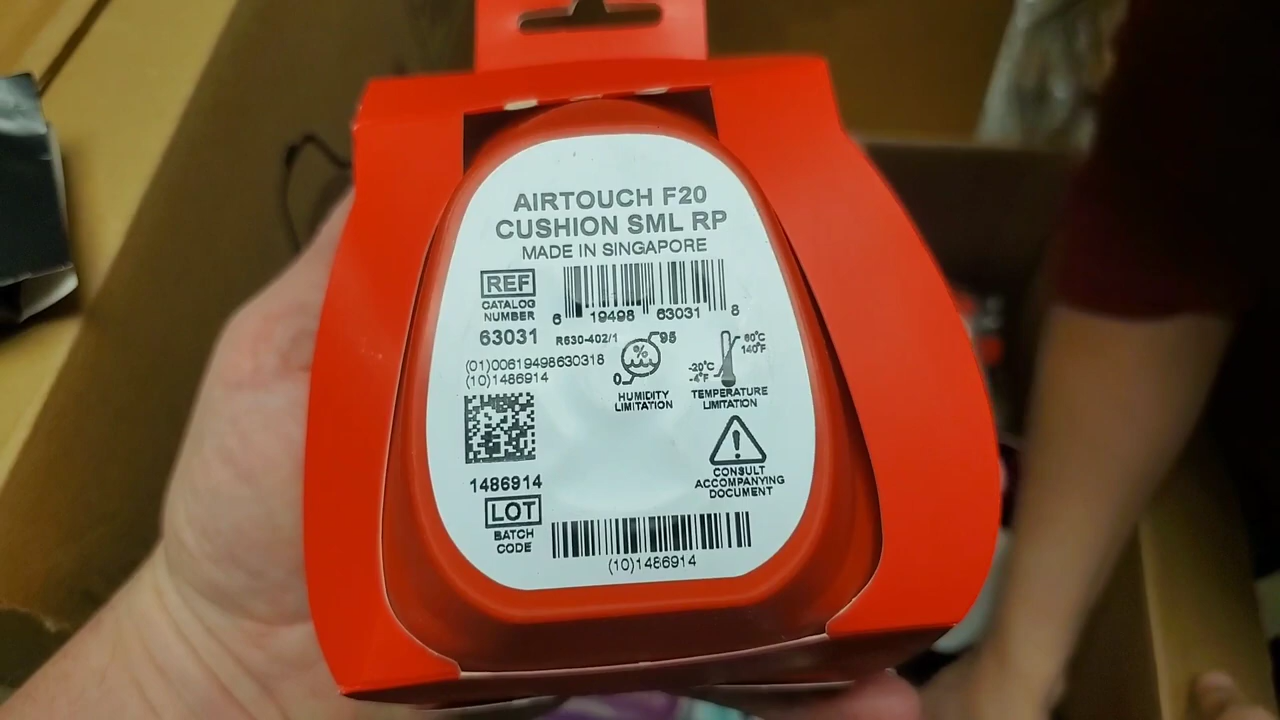 AIRTOUCH F20
CUSHION SML RP
MADE IN SINGAPORE
REF
CATALOG
NUMBER
63031
6 19498 63031 8
R630-402/1
(01)00619498630318
(10)1486914
% 95
0
HUMIDITY
LIMITATION
60°C
140°F
-20°C
-4°F
TEMPERATURE
LIMITATION
!
CONSULT
ACCOMPANYING
DOCUMENT
1486914
LOT
BATCH
CODE
(10)1486914